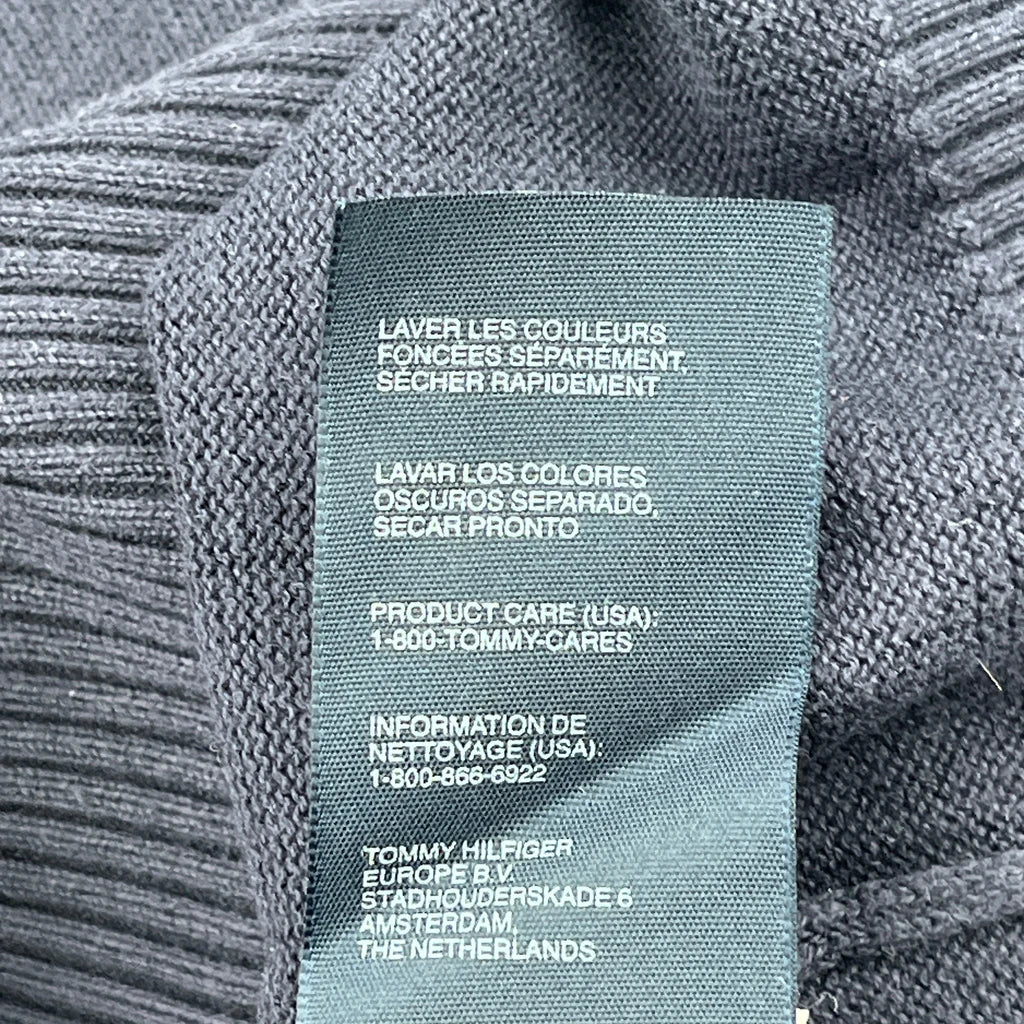 LAVER LES COULEURS
FONCÉES SÉPARÉMENT,
SÉCHER RAPIDEMENT
LAVAR LOS COLORES
OSCUROS SEPARADO,
SECAR PRONTO
PRODUCT CARE (USA):
1-800-TOMMY-CARES
INFORMATION DE
NETTOYAGE (USA):
1-800-866-6922
TOMMY HILFIGER
EUROPE B.V.
STADHOUDERSKADE 6
AMSTERDAM,
THE NETHERLANDS